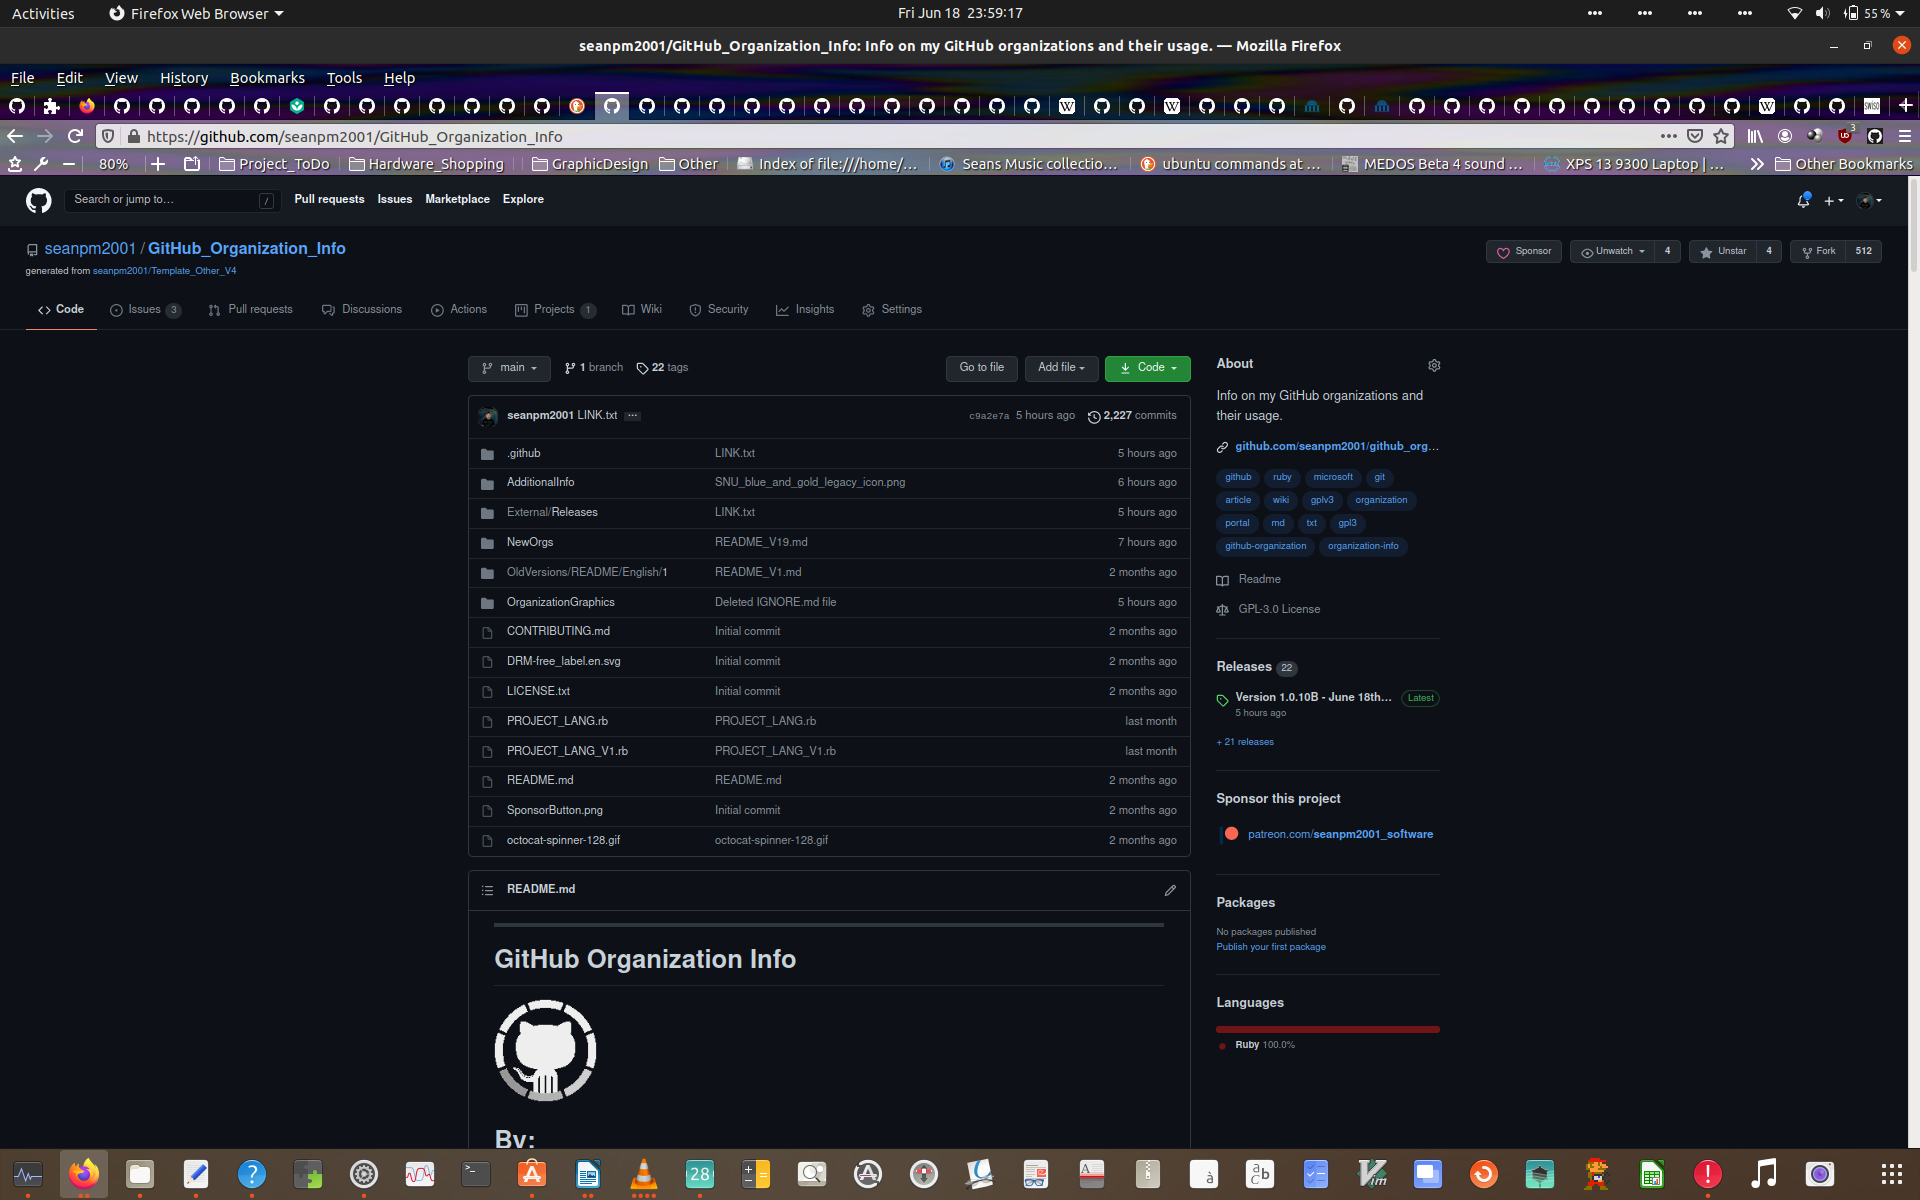 Activities Firefox Web Browser Fri Jun 18 23:59:17 55 %
seanpm2001/GitHub_Organization_Info: Info on my GitHub organizations and their usage. — Mozilla Firefox
File Edit View History Bookmarks Tools Help
https://github.com/seanpm2001/GitHub_Organization_Info 3
80% Project_ToDo Hardware_Shopping GraphicDesign Other Index of file:///home/... Seans Music collectio... ubuntu commands at ... MEDOS Beta 4 sound ... XPS 13 9300 Laptop | ... Other Bookmarks
Search or jump to... / Pull requests Issues Marketplace Explore
seanpm2001 / GitHub_Organization_Info Sponsor Unwatch 4 Unstar 4 Fork 512
generated from seanpm2001/Template_Other_V4
Code Issues 3 Pull requests Discussions Actions Projects 1 Wiki Security Insights Settings
main 1 branch 22 tags Go to file Add file Code
seanpm2001 LINK.txt ... c9a2e7a 5 hours ago 2,227 commits
.github LINK.txt 5 hours ago
AdditionalInfo SNU_blue_and_gold_legacy_icon.png 6 hours ago
External/Releases LINK.txt 5 hours ago
NewOrgs README_V19.md 7 hours ago
OldVersions/README/English/1 README_V1.md 2 months ago
OrganizationGraphics Deleted IGNORE.md file 5 hours ago
CONTRIBUTING.md Initial commit 2 months ago
DRM-free_label.en.svg Initial commit 2 months ago
LICENSE.txt Initial commit 2 months ago
PROJECT_LANG.rb PROJECT_LANG.rb last month
PROJECT_LANG_V1.rb PROJECT_LANG_V1.rb last month
README.md README.md 2 months ago
SponsorButton.png Initial commit 2 months ago
octocat-spinner-128.gif octocat-spinner-128.gif 2 months ago
README.md
GitHub Organization Info
By:
About
Info on my GitHub organizations and
their usage.
github.com/seanpm2001/github_org...
github ruby microsoft git
article wiki gplv3 organization
portal md txt gpl3
github-organization organization-info
Readme
GPL-3.0 License
Releases 22
Version 1.0.10B - June 18th... Latest
5 hours ago
+ 21 releases
Sponsor this project
patreon.com/seanpm2001_software
Packages
No packages published
Publish your first package
Languages
Ruby 100.0%
28